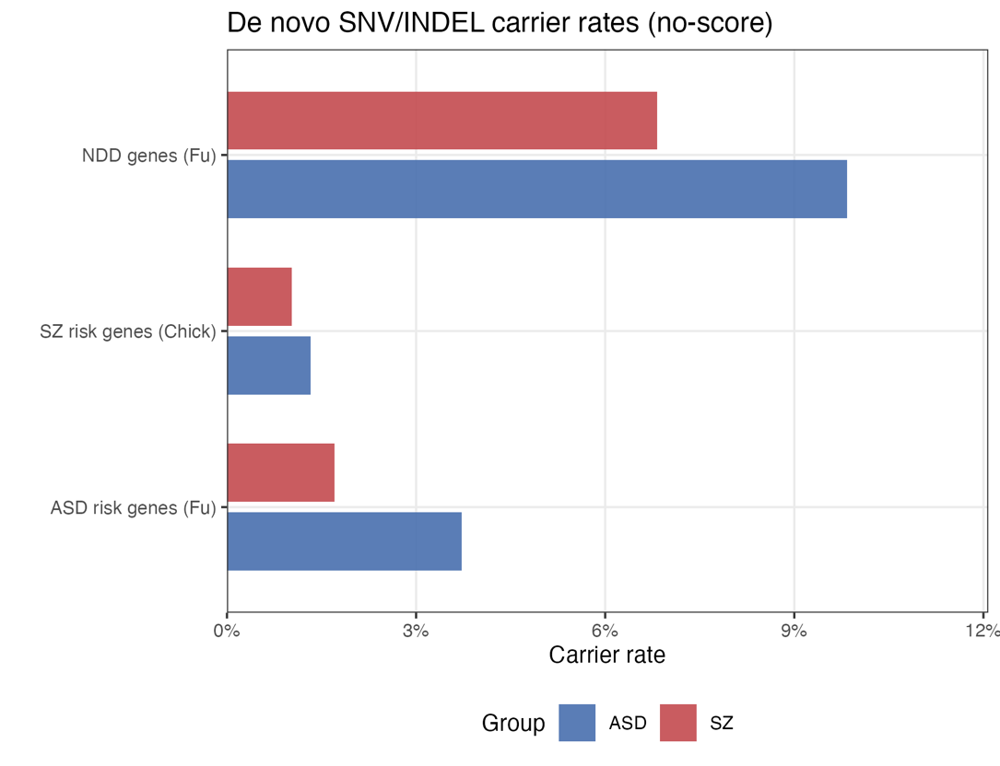 De novo SNV/INDEL carrier rates (no-score)
NDD genes (Fu)
SZ risk genes (Chick)
ASD risk genes (Fu)
0% 3% 6% 9% 12%
Carrier rate
Group ASD SZ